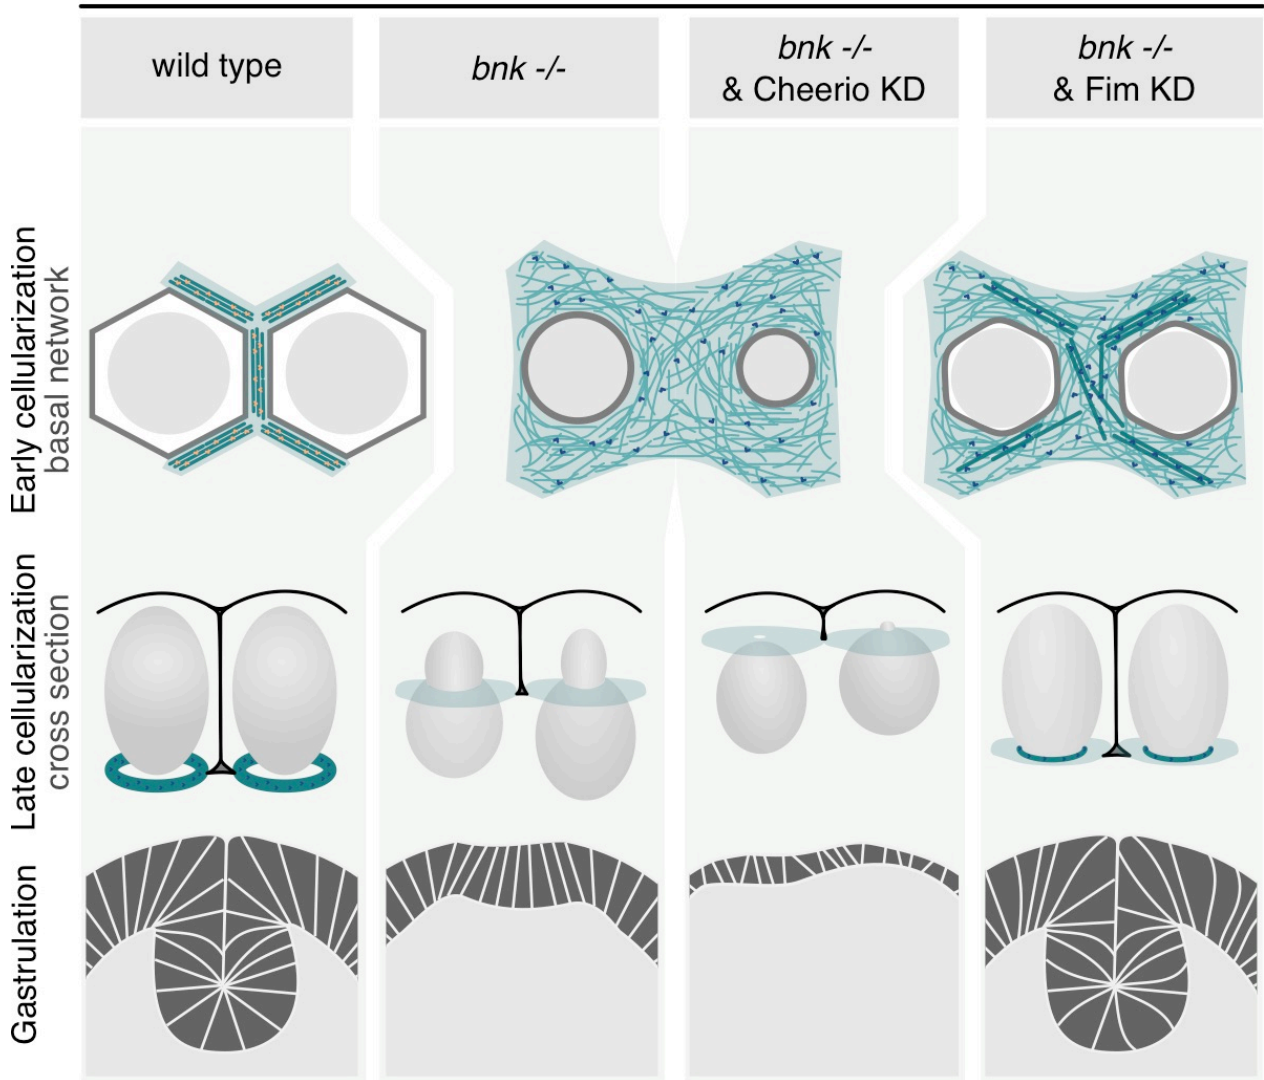 wild type
bnk -/-
bnk -/-
& Cheerio KD
bnk -/-
& Fim KD
Early cellularization
basal network
Late cellularization
cross section
Gastrulation